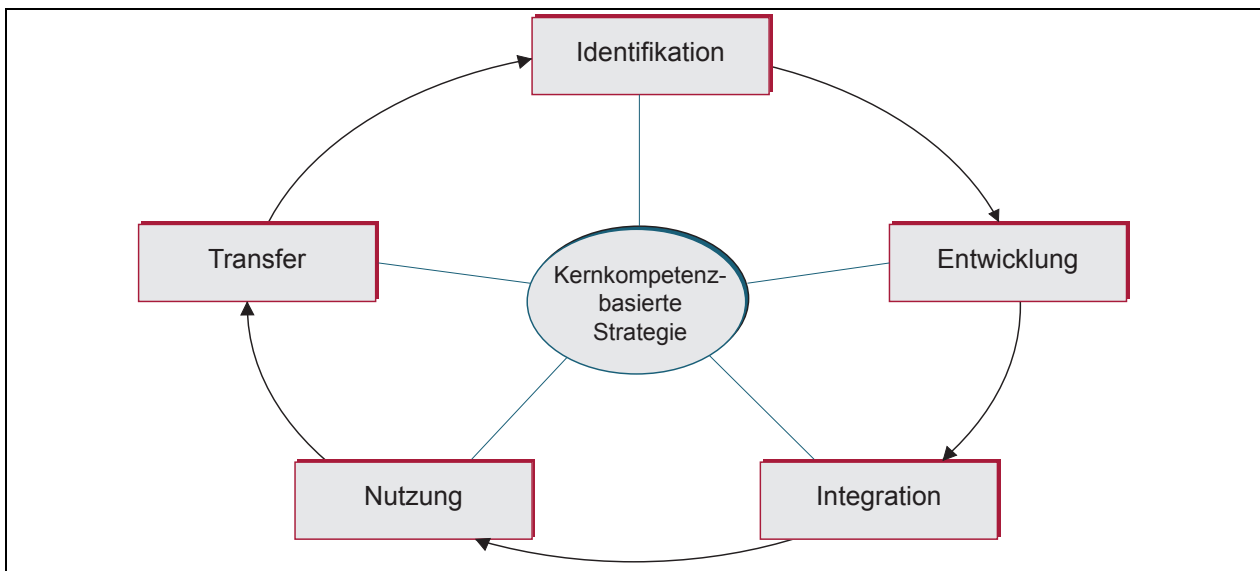 Identifikation
Transfer
Entwicklung
Kernkompetenz-
basierte
Strategie
Nutzung
Integration